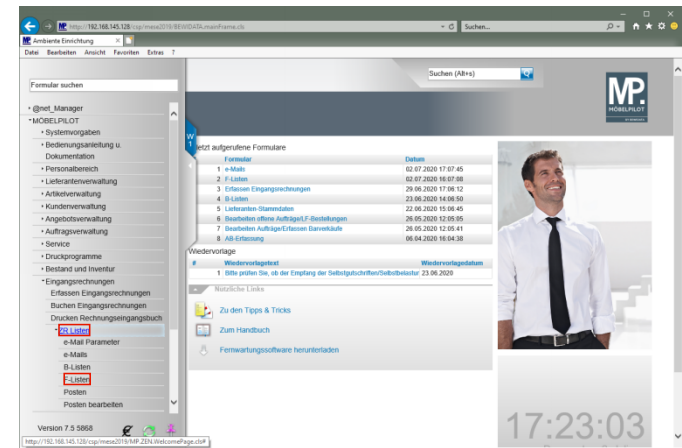 http://192.168.145.128/csp/mese2019/BEWIDATA.mainFrame.cls
Suchen...
Ambiente Einrichtung
Datei Bearbeiten Ansicht Favoriten Extras ?
Suchen (Alt+s)
Formular suchen
MP.
MÖBELPILOT
@net_Manager
MÖBELPILOT
Systemvorgaben
Bedienungsanleitung u.
Dokumentation
Personalbereich
Lieferantenverwaltung
Artikelverwaltung
Kundenverwaltung
Angebotsverwaltung
Auftragsverwaltung
Service
Druckprogramme
Bestand und Inventur
Eingangsrechnungen
Erfassen Eingangsrechnungen
Buchen Eingangsrechnungen
Drucken Rechnungseingangsbuch
ZR Listen
e-Mail Parameter
e-Mails
B-Listen
F-Listen
Posten
Posten bearbeiten
Version 7.5 5868
http://192.168.145.128/csp/mese2019/MP.ZEN.WelcomePage.cls#
W
1
letzt aufgerufene Formulare
Formular Datum
1 e-Mails 02.07.2020 17:07:45
2 F-Listen 02.07.2020 16:07:08
3 Erfassen Eingangsrechnungen 29.06.2020 17:06:12
4 B-Listen 23.06.2020 14:06:50
5 Lieferanten-Stammdaten 22.06.2020 15:06:45
6 Bearbeiten offene Aufträge/LF-Bestellungen 26.05.2020 12:05:05
7 Bearbeiten Aufträge/Erfassen Barverkäufe 26.05.2020 12:05:41
8 AB-Erfassung 06.04.2020 16:04:38
Wiedervorlage
# Wiedervorlagetext Wiedervorlagedatum
1 Bitte prüfen Sie, ob der Empfang der Selbstgutschriften/Selbstbelastur 23.06.2020
Nützliche Links
Zu den Tipps & Tricks
Zum Handbuch
Fernwartungssoftware herunterladen
17:23:03